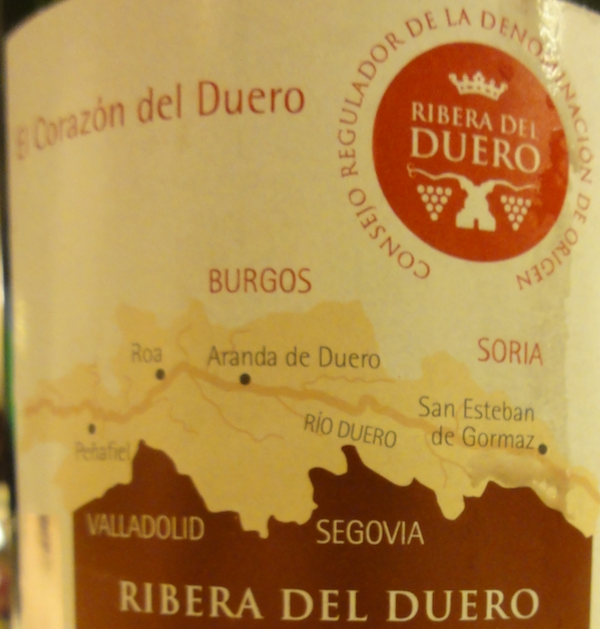 El Corazón del Duero
CONSEJO REGULADOR DE LA DENOMINACIÓN DE ORIGEN
RIBERA DEL
DUERO
BURGOS
Roa
Aranda de Duero
SORIA
San Esteban
de Gormaz
RÍO DUERO
Peñafiel
VALLADOLID
SEGOVIA
RIBERA DEL DUERO